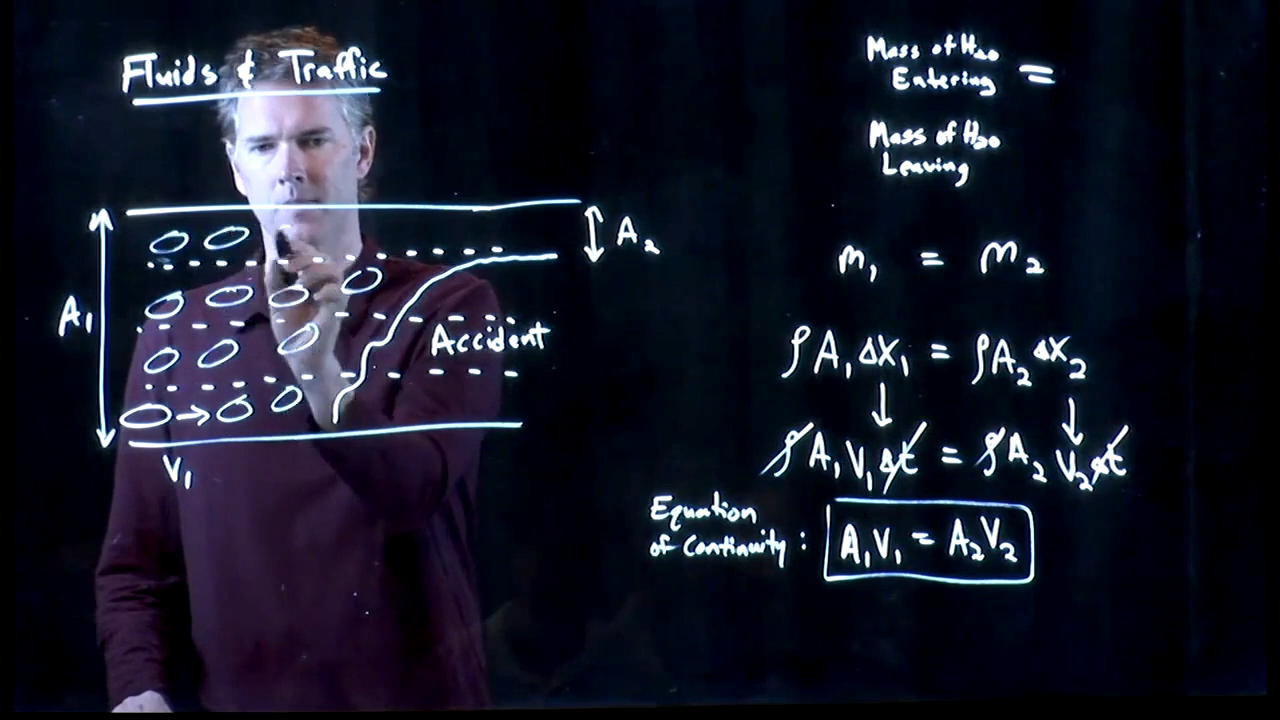 Fluids & Traffic
A₁
A₂
Accident
V₁
Mass of H₂O
Entering =
Mass of H₂O
Leaving
m₁ = m₂
ρA₁ΔX₁ = ρA₂ΔX₂
ρA₁V₁Δt = ρA₂V₂Δt
Equation
of Continuity : A₁V₁ = A₂V₂